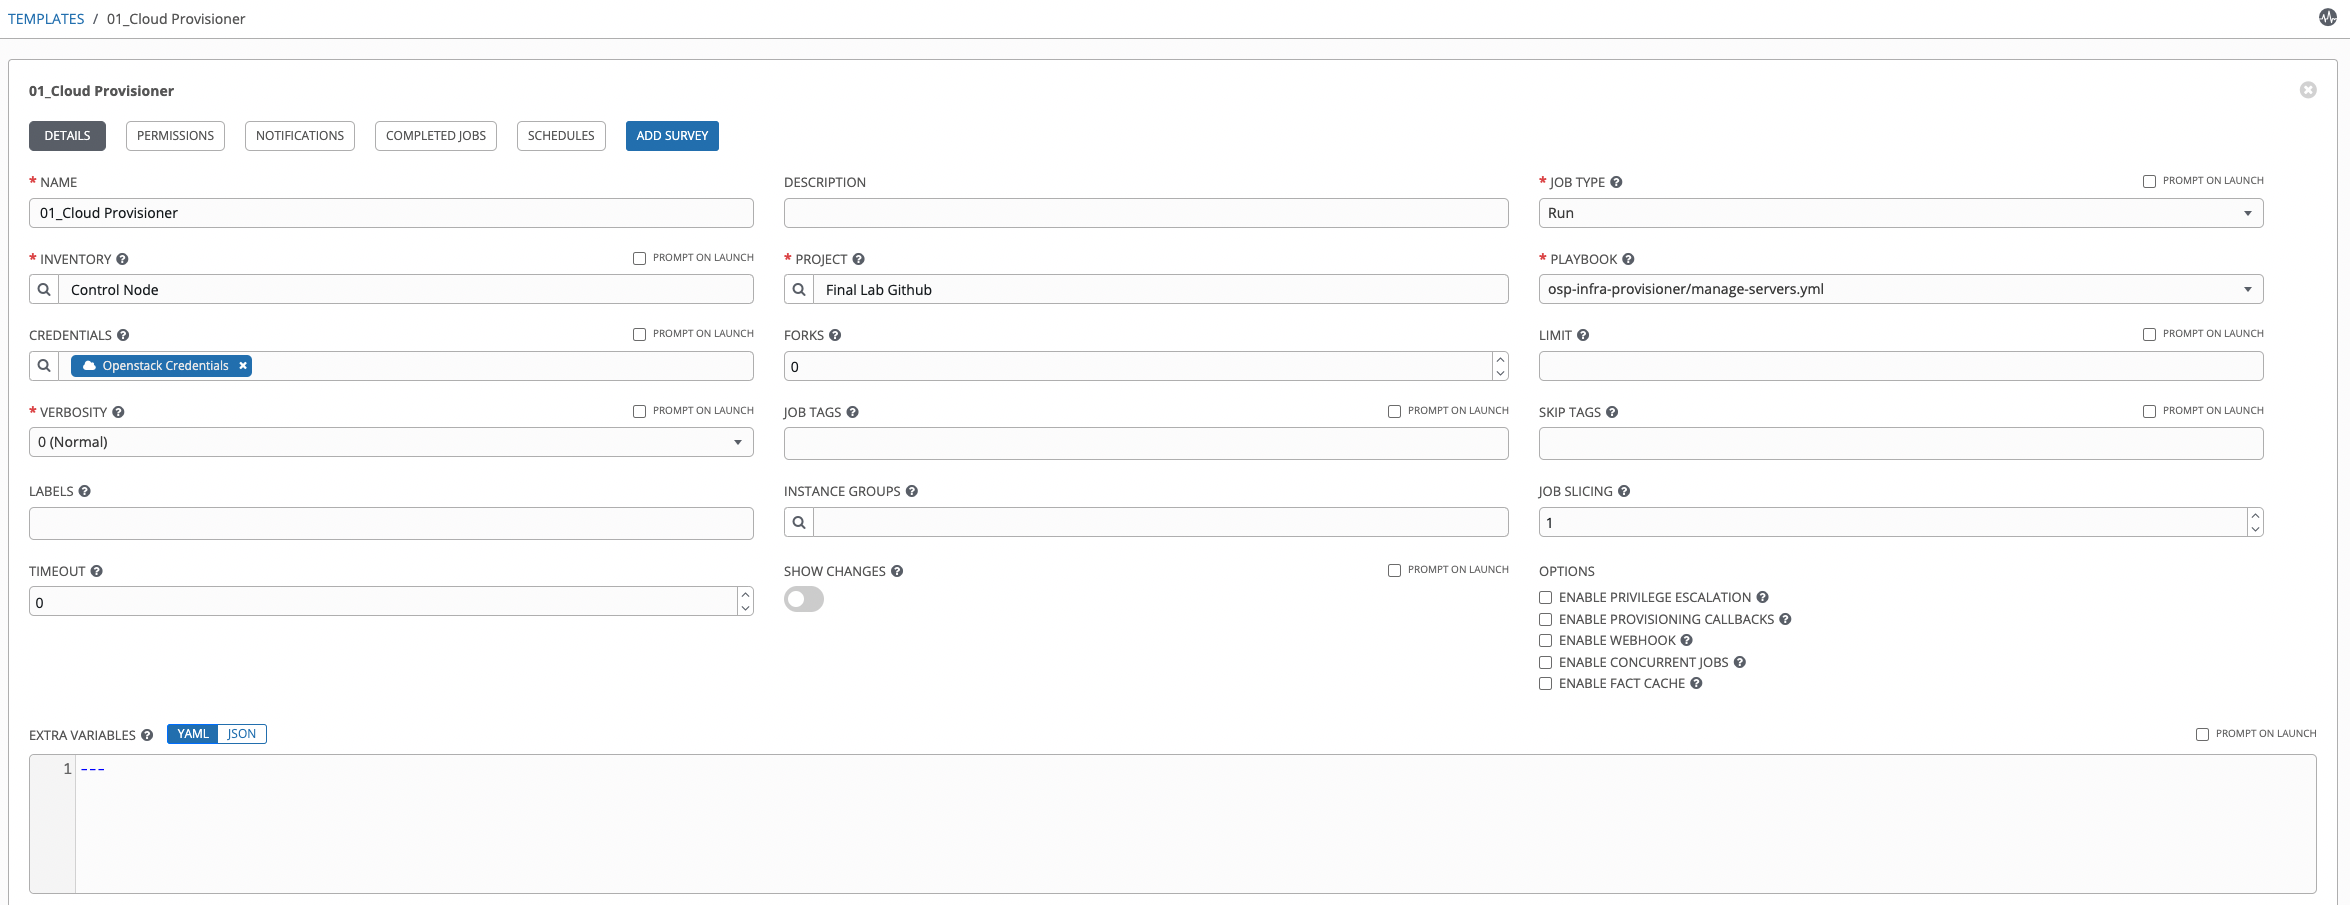 TEMPLATES / 01_Cloud Provisioner
01_Cloud Provisioner
DETAILS PERMISSIONS NOTIFICATIONS COMPLETED JOBS SCHEDULES ADD SURVEY
* NAME DESCRIPTION * JOB TYPE PROMPT ON LAUNCH
01_Cloud Provisioner Run
* INVENTORY PROMPT ON LAUNCH * PROJECT * PLAYBOOK
Control Node Final Lab Github osp-infra-provisioner/manage-servers.yml
CREDENTIALS PROMPT ON LAUNCH FORKS LIMIT PROMPT ON LAUNCH
Openstack Credentials 0
* VERBOSITY PROMPT ON LAUNCH JOB TAGS PROMPT ON LAUNCH SKIP TAGS PROMPT ON LAUNCH
0 (Normal)
LABELS INSTANCE GROUPS JOB SLICING
1
TIMEOUT SHOW CHANGES PROMPT ON LAUNCH OPTIONS
0
ENABLE PRIVILEGE ESCALATION
ENABLE PROVISIONING CALLBACKS
ENABLE WEBHOOK
ENABLE CONCURRENT JOBS
ENABLE FACT CACHE
EXTRA VARIABLES YAML JSON PROMPT ON LAUNCH
1 ---